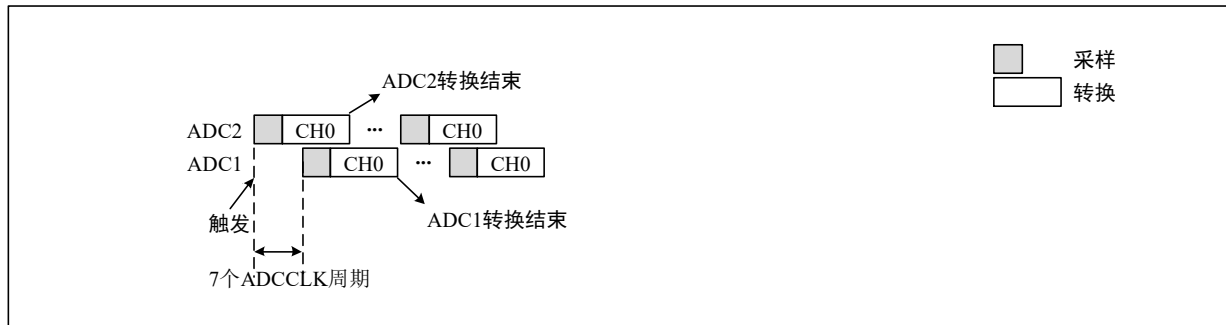 采样
转换
ADC2转换结束
ADC2 CH0 ... CH0
ADC1 CH0 ... CH0
触发
ADC1转换结束
7个ADCCLK周期